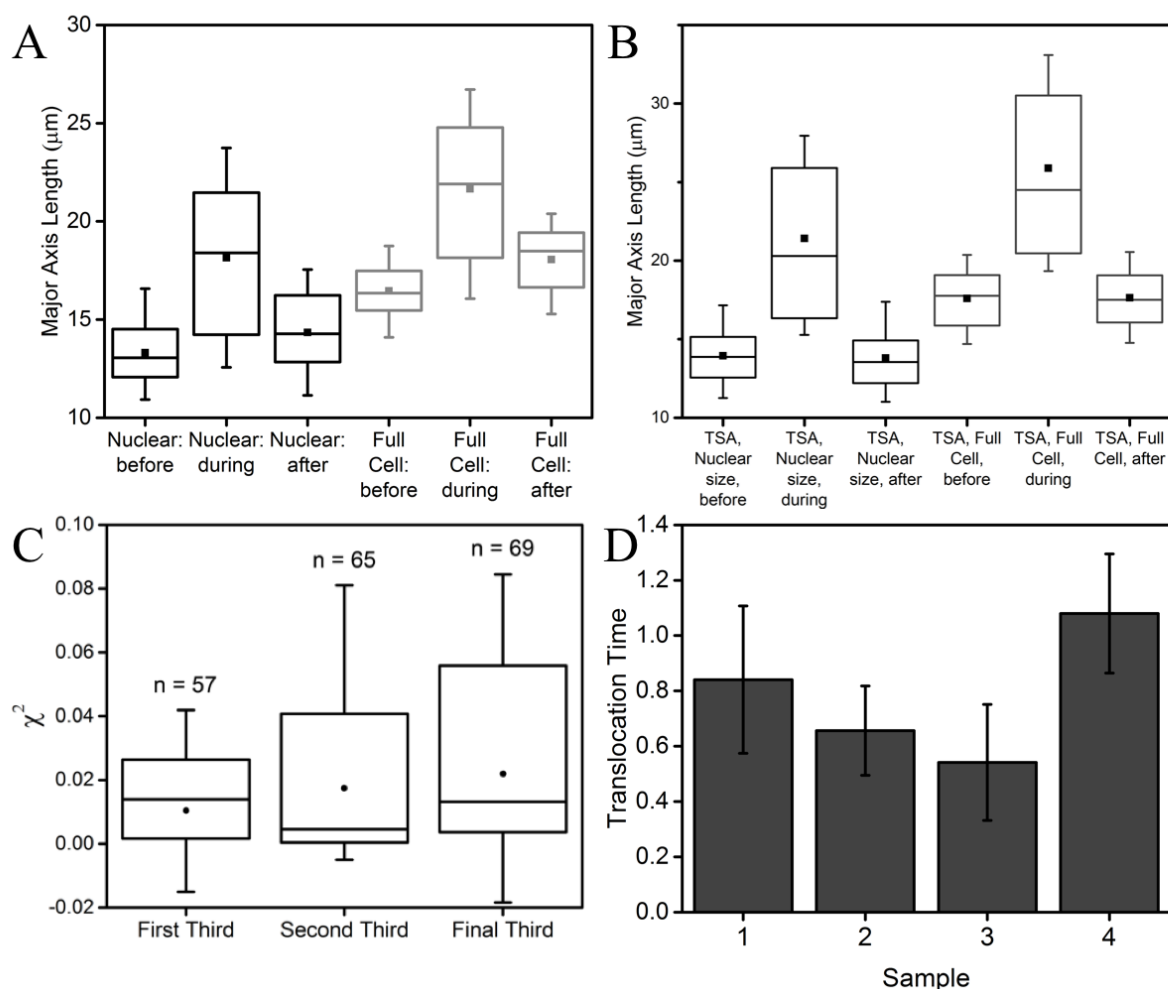 A
Major Axis Length (μm)
30
25
20
15
10
Nuclear:
before
Nuclear:
during
Nuclear:
after
Full
Cell:
before
Full
Cell:
during
Full
Cell:
after
B
Major Axis Length (μm)
30
20
10
TSA,
Nuclear
size,
before
TSA,
Nuclear
size,
during
TSA,
Nuclear
size, after
TSA, Full
Cell,
before
TSA, Full
Cell,
during
TSA, Full
Cell, after
C
χ²
0.10
0.08
0.06
0.04
0.02
0.00
-0.02
n = 57
n = 65
n = 69
First Third
Second Third
Final Third
D
Translocation Time
1.4
1.2
1.0
0.8
0.6
0.4
0.2
0.0
1
2
3
4
Sample